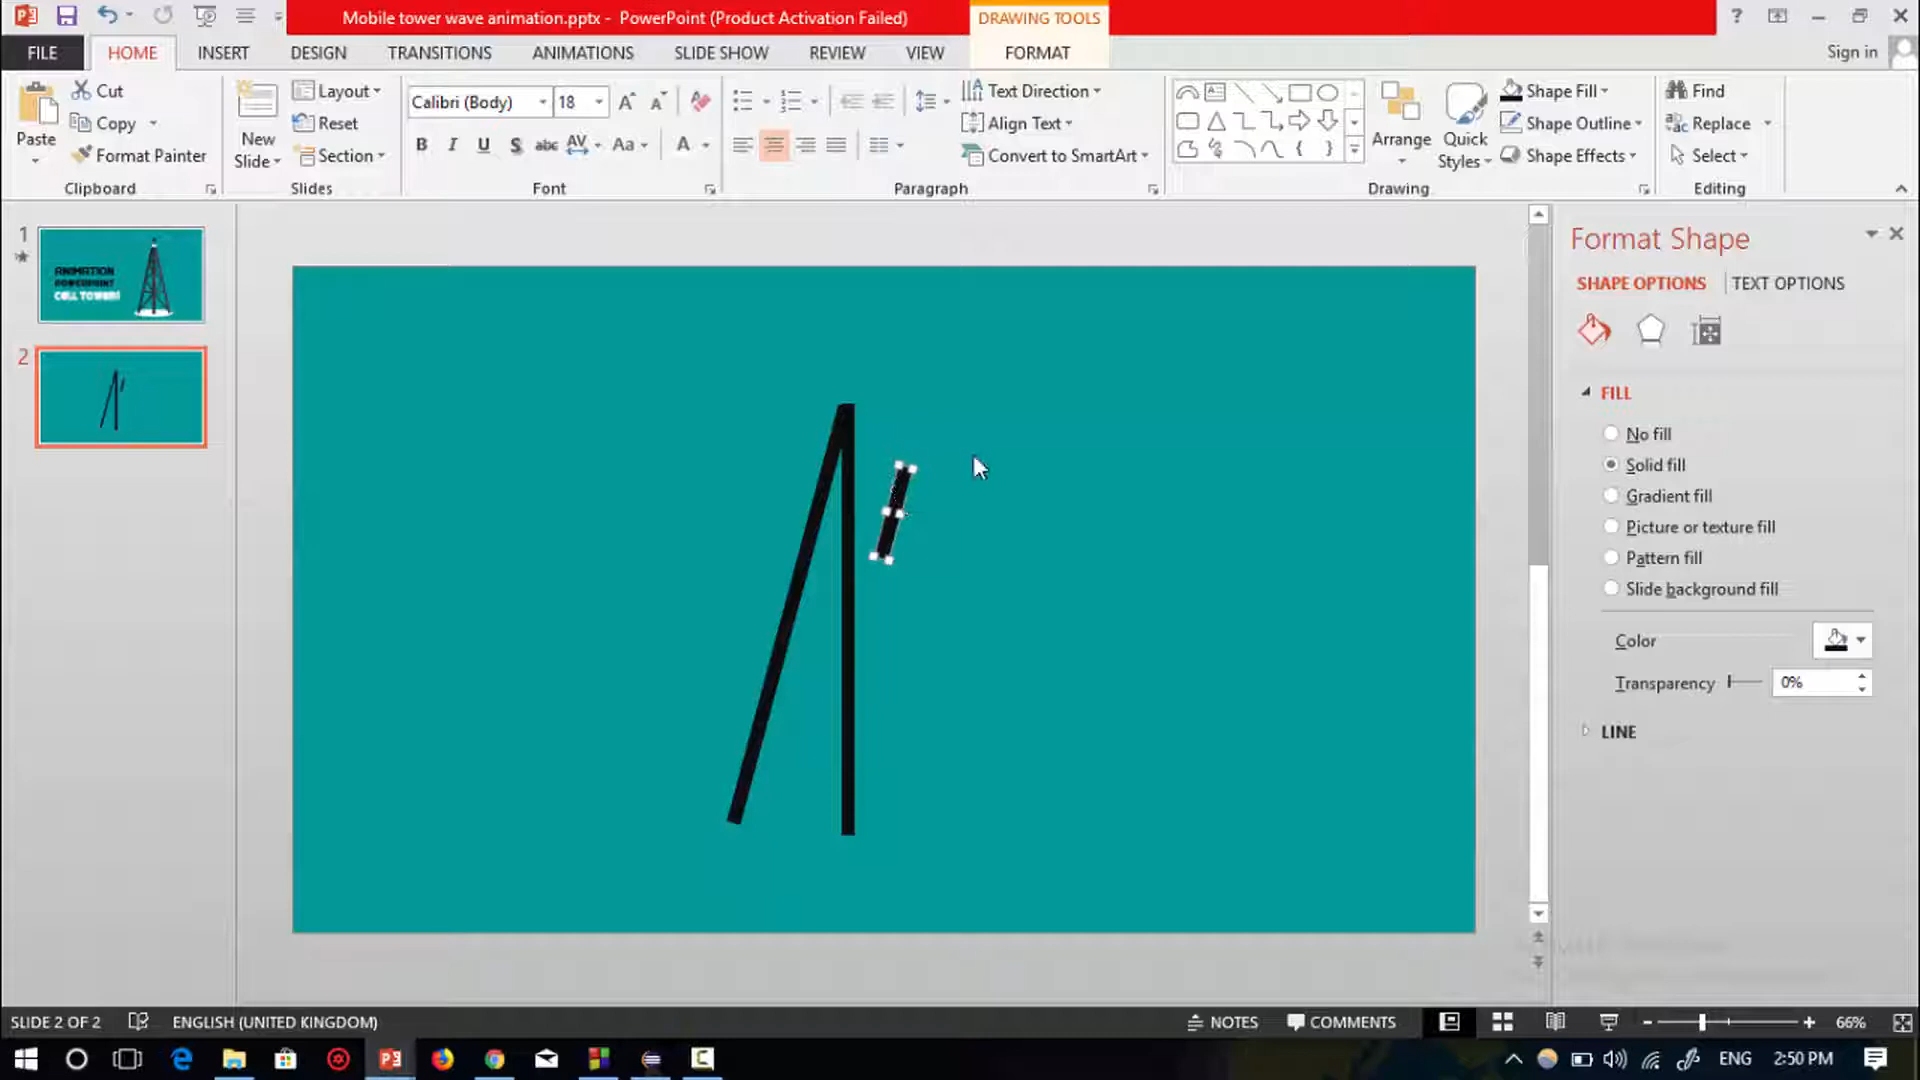 Mobile tower wave animation.pptx - PowerPoint (Product Activation Failed)
DRAWING TOOLS
?
FILE
HOME
INSERT
DESIGN
TRANSITIONS
ANIMATIONS
SLIDE SHOW
REVIEW
VIEW
FORMAT
Sign in
Paste
Cut
Copy
Format Painter
Clipboard
New
Slide
Layout
Reset
Section
Slides
Calibri (Body)
18
B I U S abc AV Aa A
Font
Text Direction
Align Text
Convert to SmartArt
Paragraph
Arrange
Quick
Styles
Shape Fill
Shape Outline
Shape Effects
Drawing
Find
Replace
Select
Editing
1
ANIMATION
POWERPOINT
CELL TOWER
2
Format Shape
SHAPE OPTIONS
TEXT OPTIONS
FILL
No fill
Solid fill
Gradient fill
Picture or texture fill
Pattern fill
Slide background fill
Color
Transparency
0%
LINE
SLIDE 2 OF 2
ENGLISH (UNITED KINGDOM)
NOTES
COMMENTS
66%
ENG
2:50 PM